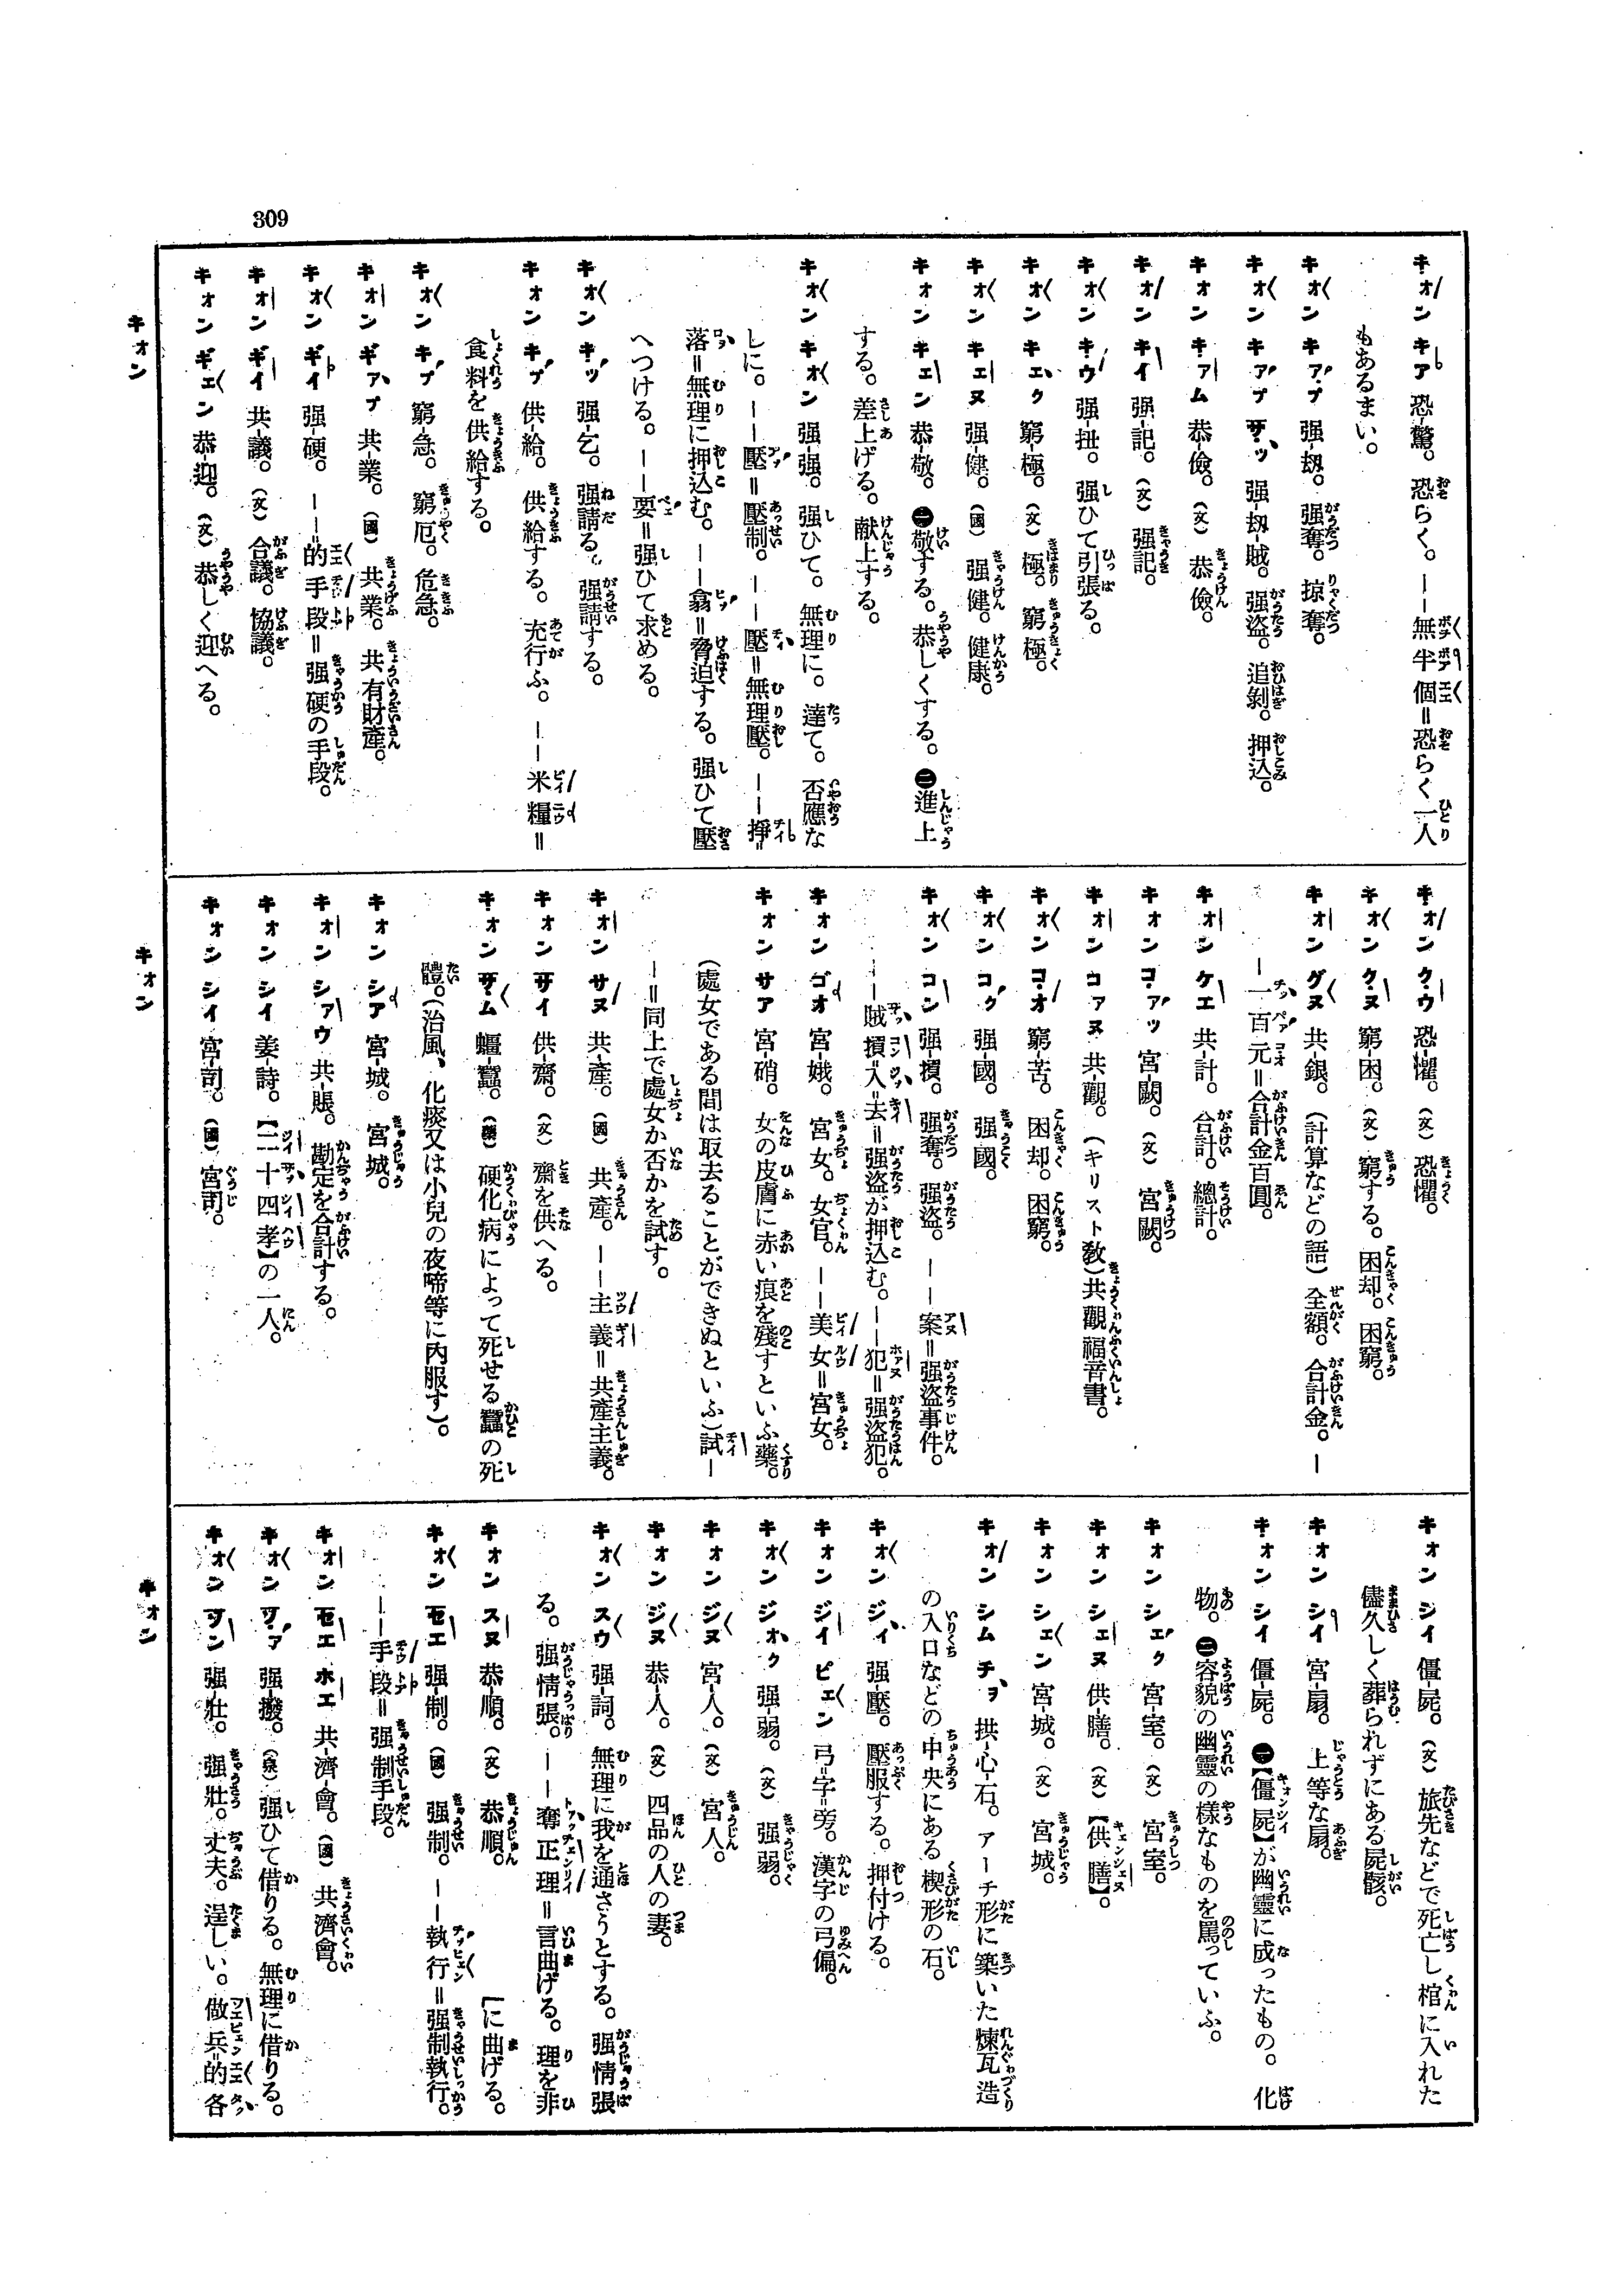 309
キオンキア 恐-驚。恐らく。――無半個＝恐らく一人
もあるまい。
キオンキアプ 强-刼。强奪。掠奪。
キオンキアプサッ 强-刼-賊。强盜。追剝。押込。
キオンキアム 恭-儉。（文）恭儉。
キオンキイ 强-記。（文）强記。
キオンキウ 强-扭。强ひて引張る。
キオンキエク 窮-極。（文）極。窮極。
キオンキエヌ 强-健。（國）强健。健康。
キオンキエン 恭-敬。㊀敬する。恭しくする。㊁進上
する。差上げる。献上する。
キオンキオン 强-强。强ひて。無理に。達て。否應な
しに。――壓＝壓制。――壓＝無理壓。――掙＝
落＝無理に押込む。――翕＝脅迫する。强ひて壓
へつける。――要＝强ひて求める。
キオンキッ 强-乞。强請る。强請する。
キオンキプ 供-給。供給する。充行ふ。――米糧＝
食料を供給する。
キオンキプ 窮-急。窮厄。危急。
キオンギアプ 共-業。（國）共業。共有財產。
キオンギイ 强-硬。――的手段＝强硬の手段。
キオンギイ 共-議。（文）合議。協議。
キオンギエン 恭-迎。（文）恭しく迎へる。
キオン
キオンクウ 恐-懼。（文）恐懼。
キオンクヌ 窮-困。（文）窮する。困却。困窮。
キオングヌ 共-銀。（計算などの語）全額。合計金。―
―一百元＝合計金百圓。
キオンケエ 共-計。合計。總計。
キオンコアッ 宮-闕。（文）宮闕。
キオンコアヌ 共-觀。（キリスト敎）共觀福音書。
キオンコオ 窮-苦。困却。困窮。
キオンコク 强-國。强國。
キオンコン 强-摃。强奪。强盜。――案＝强盜事件。
――賊摃入去＝强盜が押込む。――犯＝强盜犯。
キオンゴオ 宮-娥。宮女。女官。――美女＝宮女。
キオンサア 宮-硝。女の皮膚に赤い痕を殘すといふ藥。
（處女である間は取去ることができぬといふ）試―
―＝同上で處女か否かを試す。
キオンサヌ 共-產。（國）共產。――主義＝共產主義。
キオンサイ 供-齋。（文）齋を供へる。
キオンサム 蠮-蠶。（藥）硬化病によって死せる蠶の死
體。（治風、化痰又は小兒の夜啼等に內服す）。
キオンシア 宮-城。宮城。
キオンシアウ 共-賬。勘定を合計する。
キオンシイ 姜-詩。【二十四孝】の一人。
キオンシイ 宮-司。（國）宮司。
キオン
キオンシイ 僵-屍。（文）旅先などで死亡し棺に入れた
儘久しく葬られずにある屍骸。
キオンシイ 宮-扇。上等な扇。
キオンシイ 僵-屍。㊀【僵屍】が幽靈に成ったもの。化
物。㊁容貌の幽靈の樣なものを罵っていふ。
キオンシエク 宮-室。（文）宮室。
キオンシエヌ 供-膳。（文）【供膳】。
キオンシエン 宮-城。（文）宮城。
キオンシムチヲ 拱-心-石。アーチ形に築いた煉瓦造
の入口などの中央にある楔形の石。
キオンジイ 强-壓。壓服する。押付ける。
キオンジイピエン 弓-字-旁。漢字の弓偏。
キオンジオク 强-弱。（文）强弱。
キオンジヌ 宮-人。（文）宮人。
キオンジヌ 恭-人。（文）四品の人の妻。
キオンスウ 强-詞。無理に我を通さうとする。强情張
る。强情張。――奪正理＝言曲げる。理を非
キオンスヌ 恭-順。（文）恭順。「に曲げる。
キオンセエ 强-制。（國）强制。――執行＝强制執行。
――手段＝强制手段。
キオンセエホエ 共-濟-會。（國）共濟會。
キオンツア 强-撥。（泉）强ひて借りる。無理に借りる。
キオンツン 强-壯。强壯。丈夫。逞しい。做兵-的各
キオン